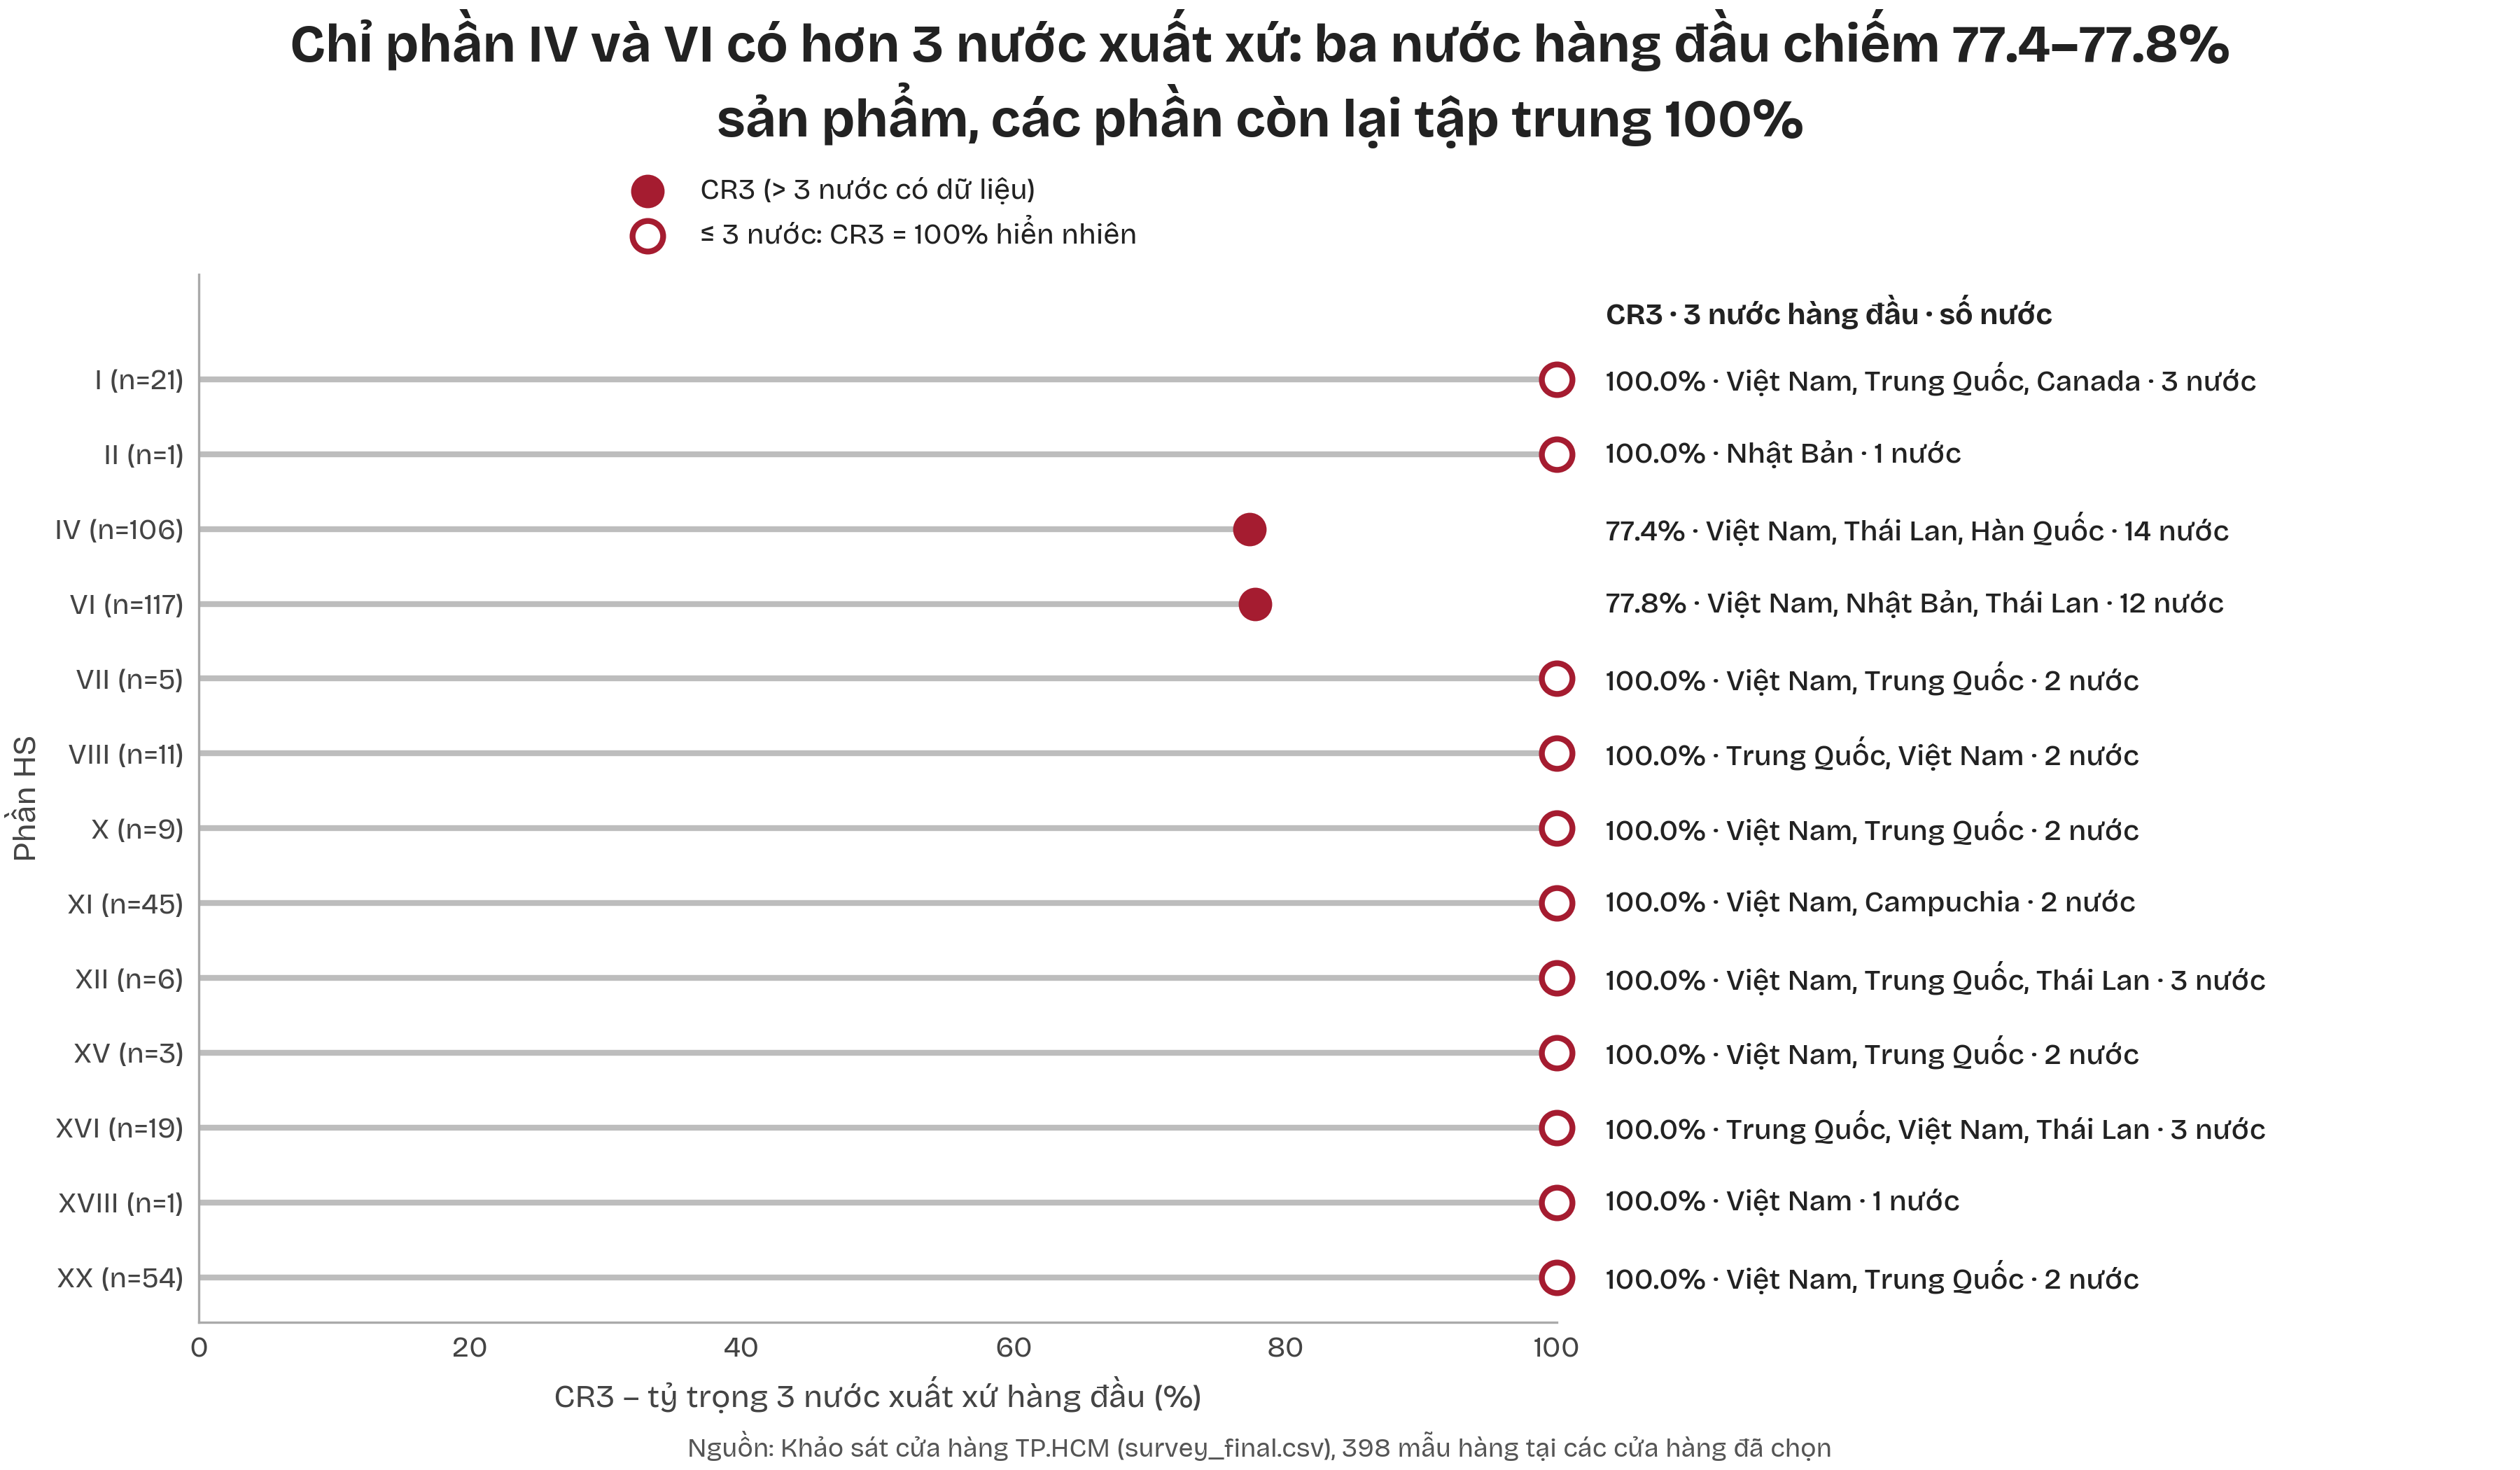 Chỉ phần IV và VI có hơn 3 nước xuất xứ: ba nước hàng đầu chiếm 77.4–77.8%
sản phẩm, các phần còn lại tập trung 100%
CR3 (> 3 nước có dữ liệu)
≤ 3 nước: CR3 = 100% hiển nhiên
CR3 · 3 nước hàng đầu · số nước
I (n=21) 100.0% · Việt Nam, Trung Quốc, Canada · 3 nước
II (n=1) 100.0% · Nhật Bản · 1 nước
IV (n=106) 77.4% · Việt Nam, Thái Lan, Hàn Quốc · 14 nước
VI (n=117) 77.8% · Việt Nam, Nhật Bản, Thái Lan · 12 nước
VII (n=5) 100.0% · Việt Nam, Trung Quốc · 2 nước
VIII (n=11) 100.0% · Trung Quốc, Việt Nam · 2 nước
X (n=9) 100.0% · Việt Nam, Trung Quốc · 2 nước
XI (n=45) 100.0% · Việt Nam, Campuchia · 2 nước
XII (n=6) 100.0% · Việt Nam, Trung Quốc, Thái Lan · 3 nước
XV (n=3) 100.0% · Việt Nam, Trung Quốc · 2 nước
XVI (n=19) 100.0% · Trung Quốc, Việt Nam, Thái Lan · 3 nước
XVIII (n=1) 100.0% · Việt Nam · 1 nước
XX (n=54) 100.0% · Việt Nam, Trung Quốc · 2 nước
Phần HS
0 20 40 60 80 100
CR3 – tỷ trọng 3 nước xuất xứ hàng đầu (%)
Nguồn: Khảo sát cửa hàng TP.HCM (survey_final.csv), 398 mẫu hàng tại các cửa hàng đã chọn